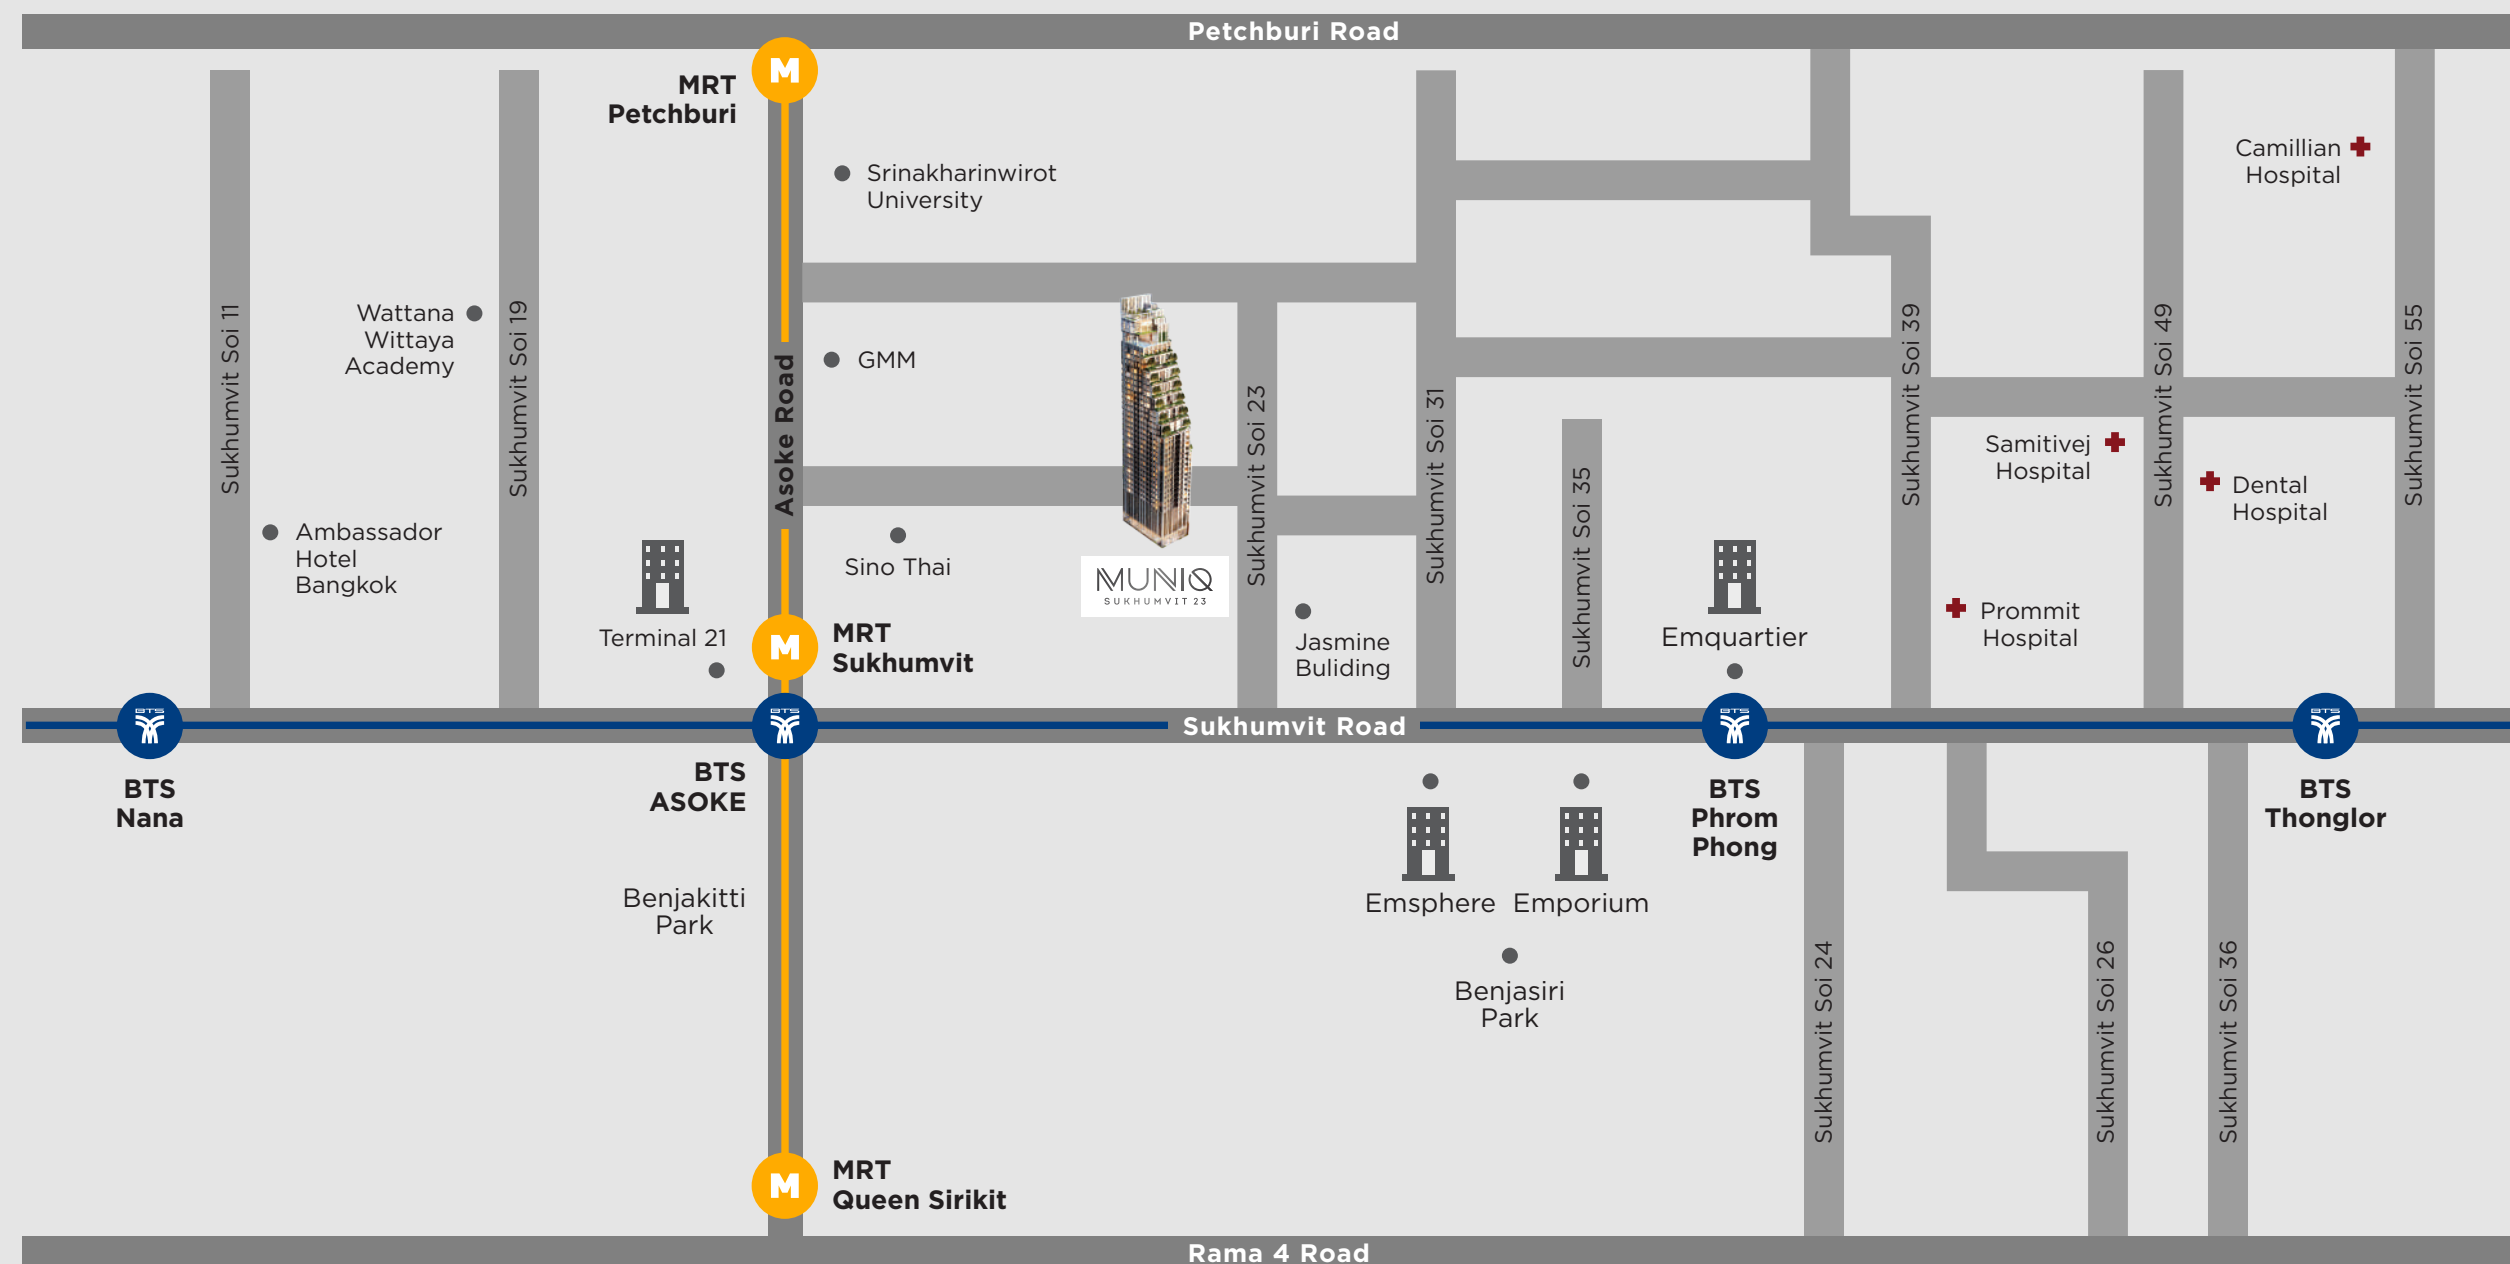 Petchburi Road
M
MRT
Petchburi
Camillian
Hospital
Srinakharinwirot
University
Wattana
Wittaya
Academy
GMM
Sukhumvit Soi 11
Sukhumvit Soi 19
Asoke Road
Sukhumvit Soi 23
Sukhumvit Soi 31
Sukhumvit Soi 35
Sukhumvit Soi 39
Sukhumvit Soi 49
Sukhumvit Soi 55
Samitivej
Hospital
Dental
Hospital
Ambassador
Hotel
Bangkok
Sino Thai
MUNIQ
SUKHUMVIT 23
Terminal 21
M
MRT
Sukhumvit
Jasmine
Buliding
Emquartier
Prommit
Hospital
BTS
BTS
Sukhumvit Road
BTS
BTS
BTS
Nana
BTS
ASOKE
BTS
Phrom
Phong
BTS
Thonglor
Benjakitti
Park
Emsphere
Emporium
Benjasiri
Park
Sukhumvit Soi 24
Sukhumvit Soi 26
Sukhumvit Soi 36
M
MRT
Queen Sirikit
Rama 4 Road